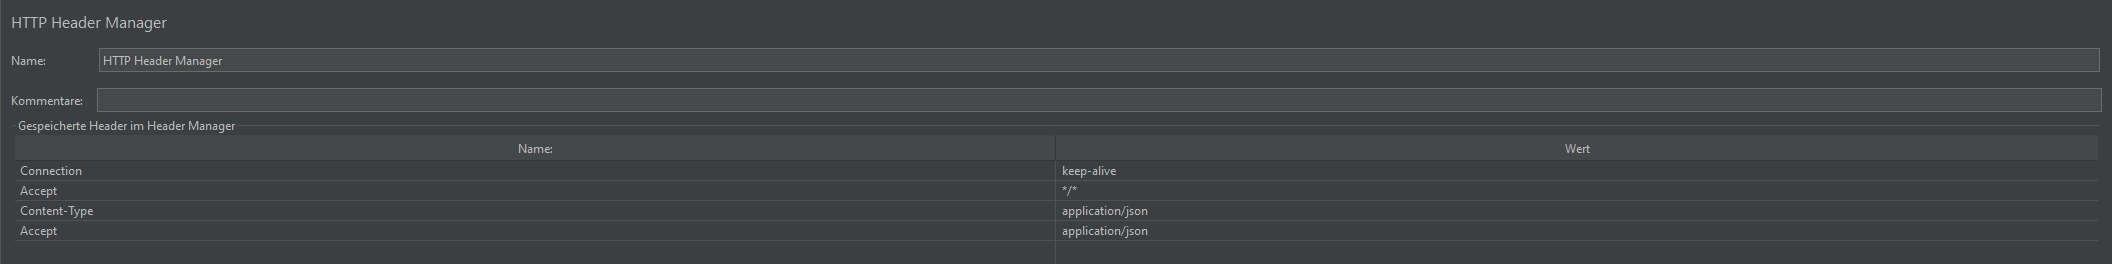 HTTP Header Manager
Name: HTTP Header Manager
Kommentare:
Gespeicherte Header im Header Manager
Name: Wert
Connection keep-alive
Accept */*
Content-Type application/json
Accept application/json